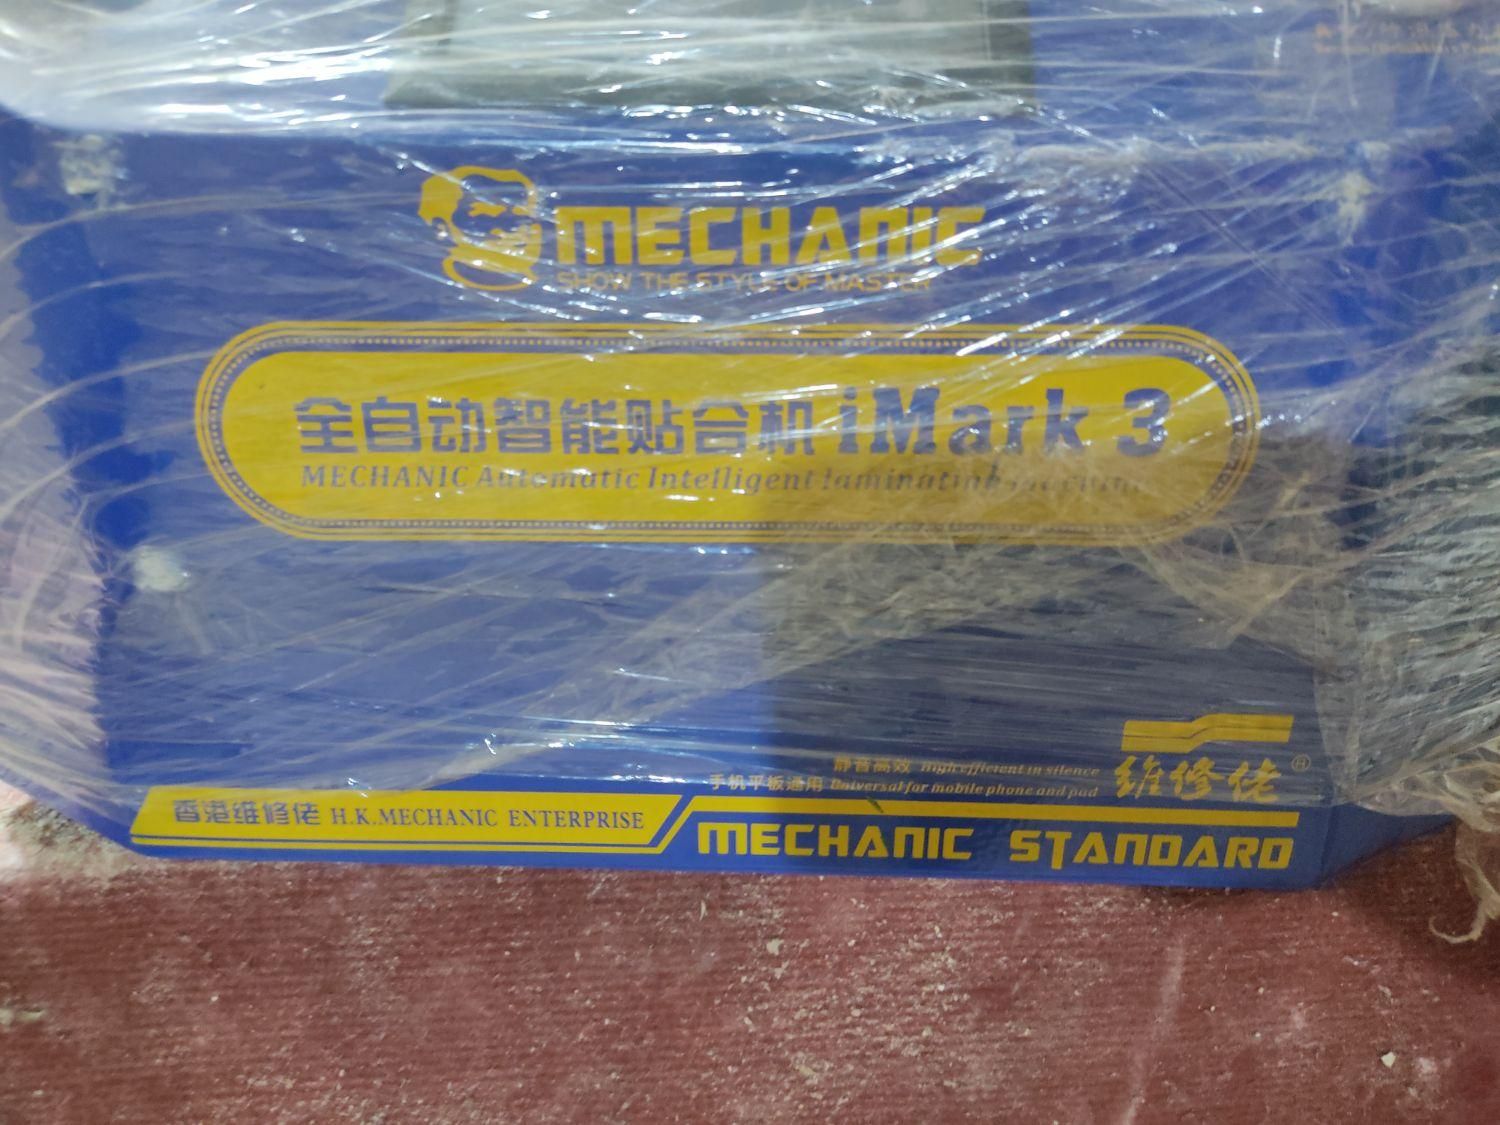 MECHANIC
SHOW THE STYLE OF MASTER
全自动智能贴合机 iMark 3
MECHANIC Automatic Intelligent laminating machine
静音高效 High efficient in silence
手机平板通用 Universal for mobile phone and pad
维修佬
香港维修佬 H.K.MECHANIC ENTERPRISE
MECHANIC STANDARD